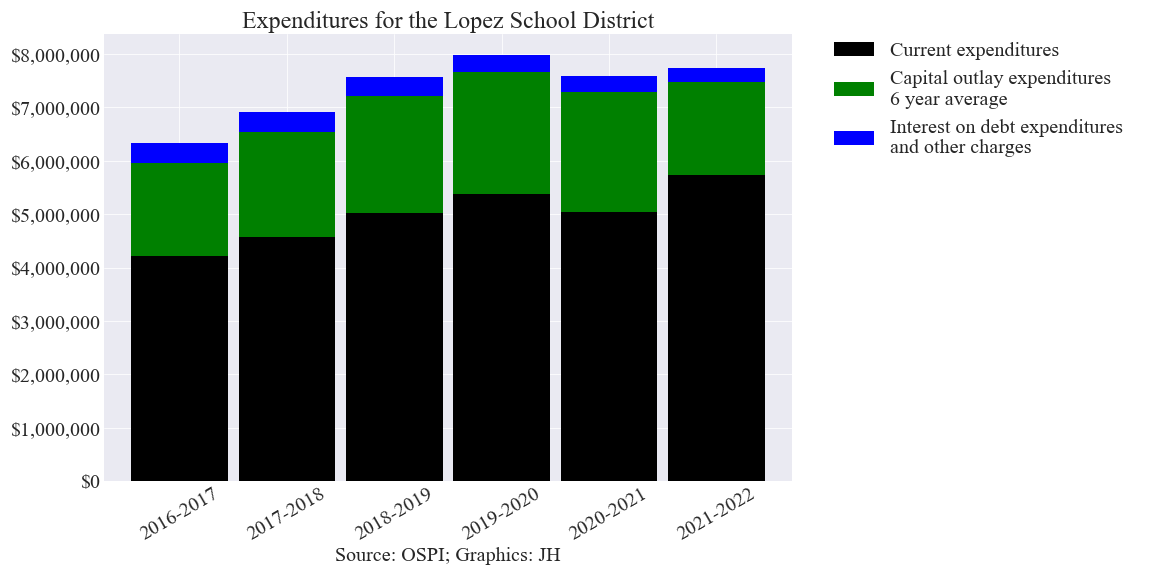 Expenditures for the Lopez School District
$8,000,000
$7,000,000
$6,000,000
$5,000,000
$4,000,000
$3,000,000
$2,000,000
$1,000,000
$0
2016-2017
2017-2018
2018-2019
2019-2020
2020-2021
2021-2022
Source: OSPI; Graphics: JH
Current expenditures
Capital outlay expenditures
6 year average
Interest on debt expenditures
and other charges